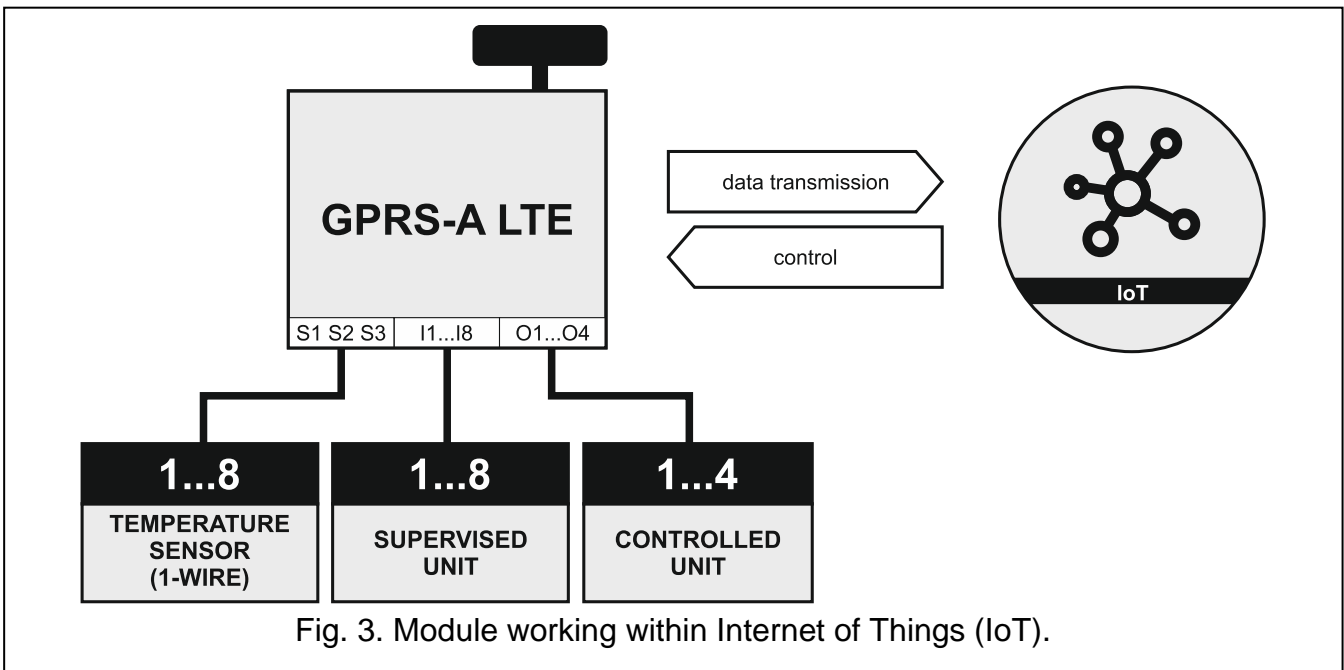 GPRS-A LTE
data transmission
control
IoT
S1 S2 S3 I1...I8 O1...O4
1...8
TEMPERATURE
SENSOR
(1-WIRE)
1...8
SUPERVISED
UNIT
1...4
CONTROLLED
UNIT
Fig. 3. Module working within Internet of Things (IoT).